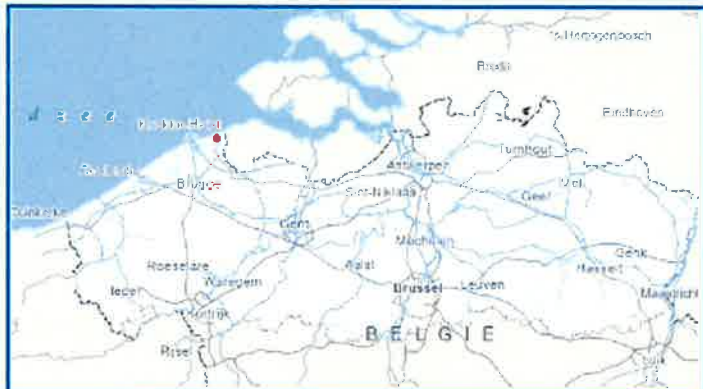 's Hertogenbosch
Breda
Eindhoven
Turnhout
Antwerpen
Mol
Brugge
Sint-Niklaas
Geel
Gent
Mechelen
Genk
Roeselare
Aalst
Hasselt
Waregem
Brussel
Leuven
Maastricht
Ieper
Kortrijk
BELGIE
Rijsel
Luik